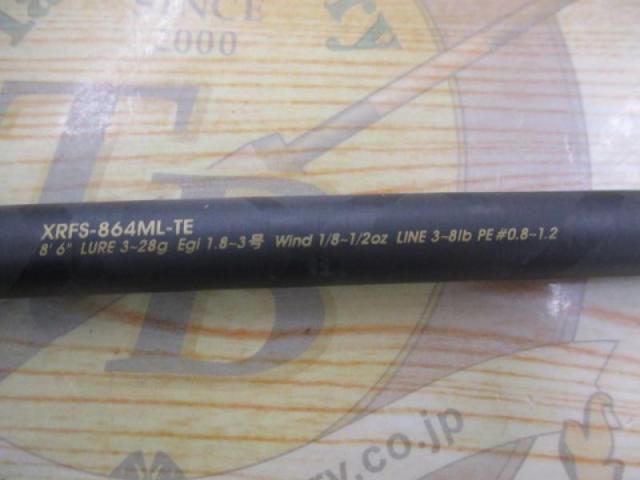 SINCE
2000
TB
XRFS-864ML-TE
8' 6" LURE 3~28g Egi 1.8~3号 Wind 1/8~1/2oz LINE 3~8lb PE #0.8~1.2
ry.co.jp